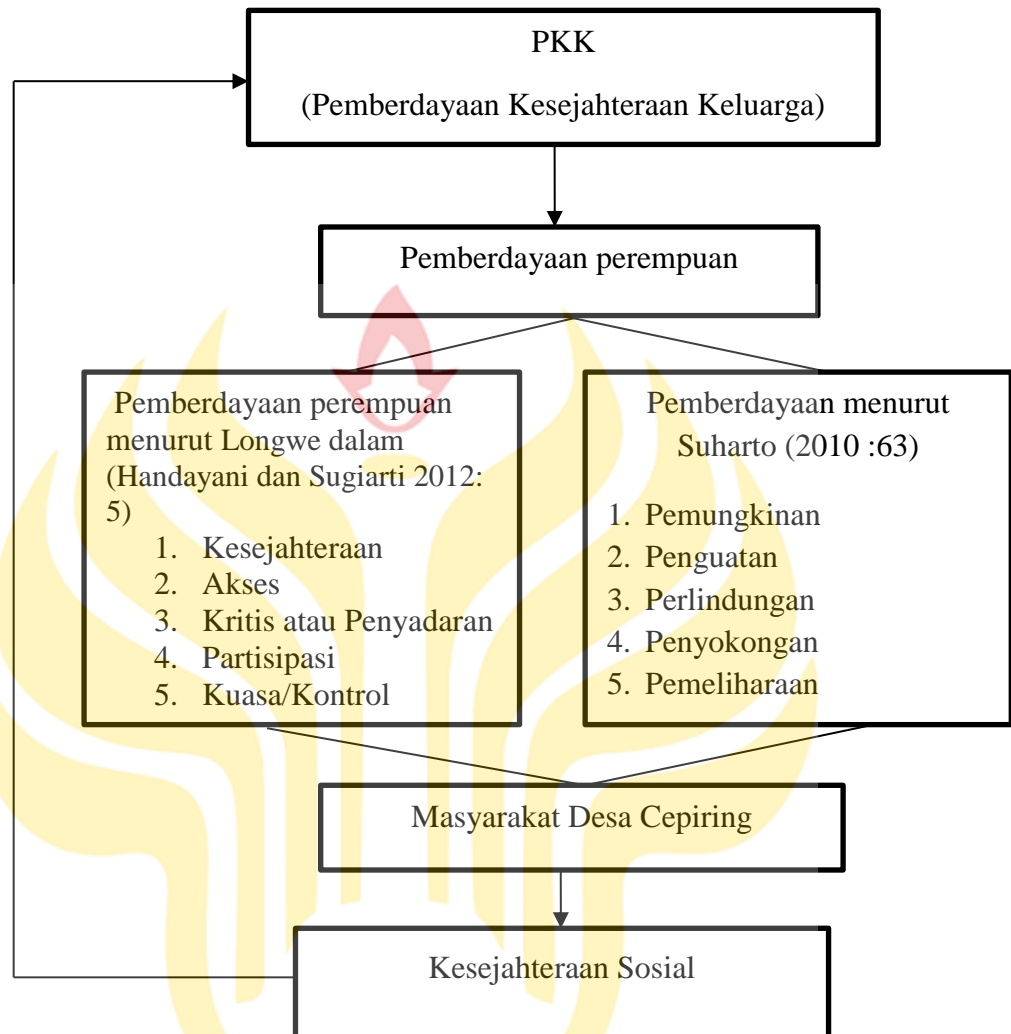 PKK
(Pemberdayaan Kesejahteraan Keluarga)
Pemberdayaan perempuan
Pemberdayaan perempuan
menurut Longwe dalam
(Handayani dan Sugiarti 2012:
5)
1. Kesejahteraan
2. Akses
3. Kritis atau Penyadaran
4. Partisipasi
5. Kuasa/Kontrol
Pemberdayaan menurut
Suharto (2010 :63)
1. Pemungkinan
2. Penguatan
3. Perlindungan
4. Penyokongan
5. Pemeliharaan
Masyarakat Desa Cepiring
Kesejahteraan Sosial